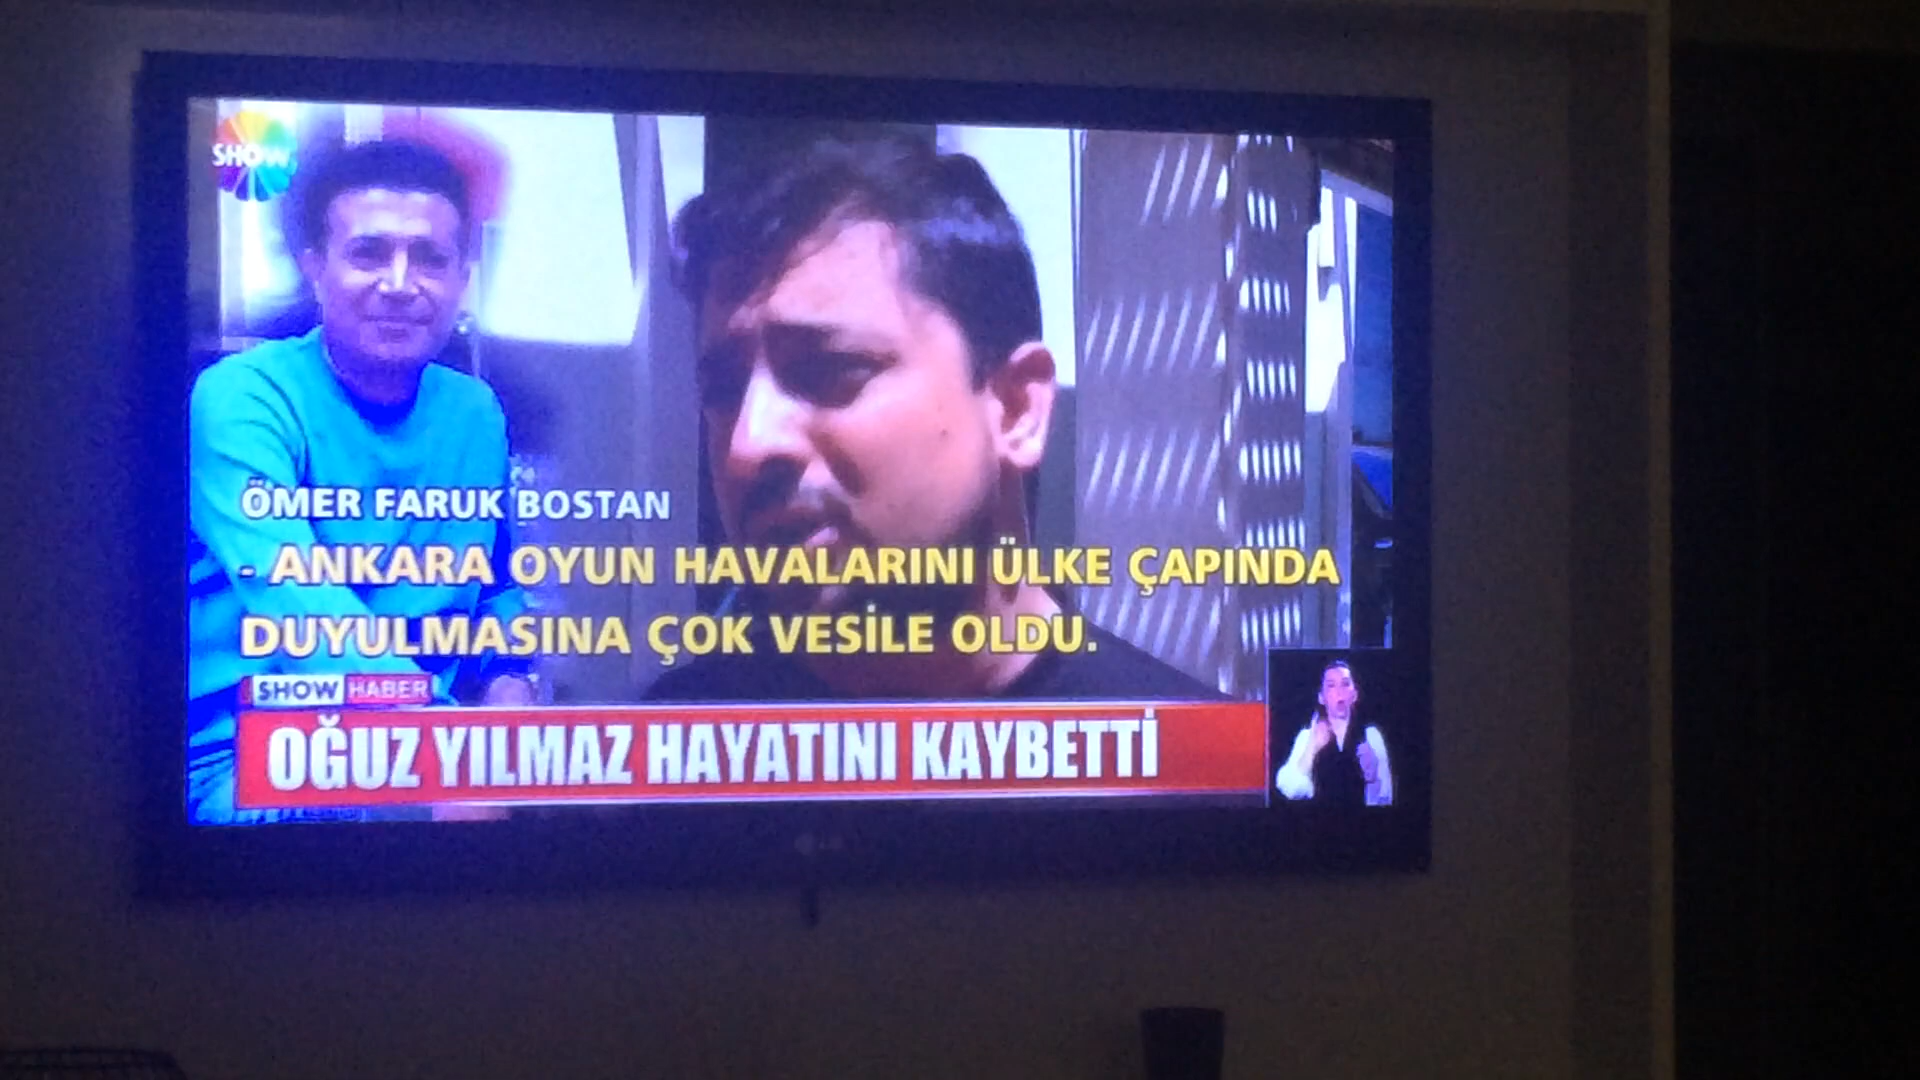 SHOW
ÖMER FARUK BOSTAN
- ANKARA OYUN HAVALARINI ÜLKE ÇAPINDA
DUYULMASINA ÇOK VESİLE OLDU.
SHOW HABER
OĞUZ YILMAZ HAYATINI KAYBETTİ
LG